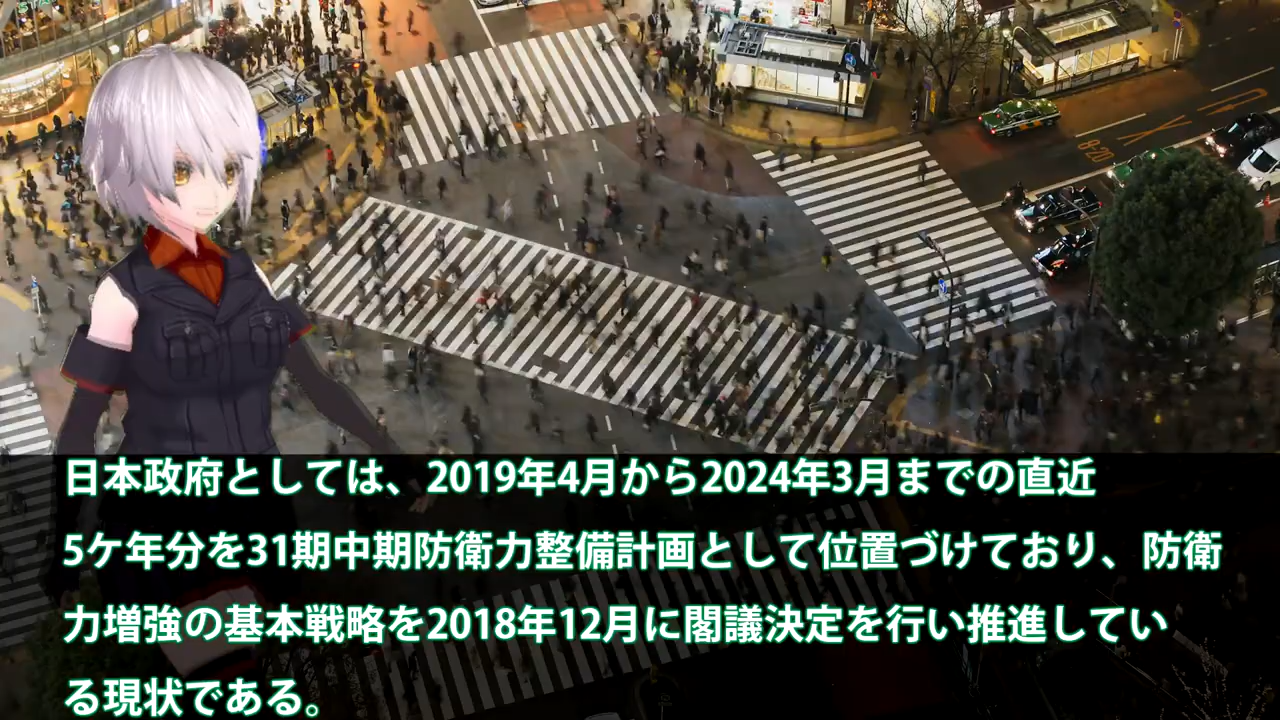 日本政府としては、2019年4月から2024年3月までの直近
5ケ年分を31期中期防衛力整備計画として位置づけており、防衛
力増強の基本戦略を2018年12月に閣議決定を行い推進してい
る現状である。
8-20